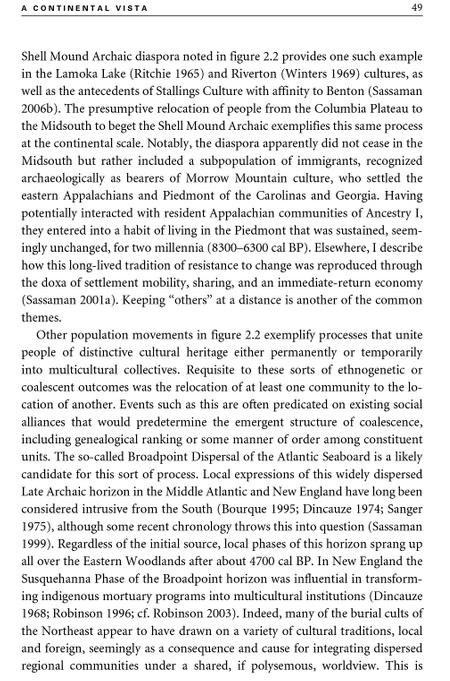 A CONTINENTAL VISTA 49
Shell Mound Archaic diaspora noted in figure 2.2 provides one such example
in the Lamoka Lake (Ritchie 1965) and Riverton (Winters 1969) cultures, as
well as the antecedents of Stallings Culture with affinity to Benton (Sassaman
2006b). The presumptive relocation of people from the Columbia Plateau to
the Midsouth to beget the Shell Mound Archaic exemplifies this same process
at the continental scale. Notably, the diaspora apparently did not cease in the
Midsouth but rather included a subpopulation of immigrants, recognized
archaeologically as bearers of Morrow Mountain culture, who settled the
eastern Appalachians and Piedmont of the Carolinas and Georgia. Having
potentially interacted with resident Appalachian communities of Ancestry I,
they entered into a habit of living in the Piedmont that was sustained, seem-
ingly unchanged, for two millennia (8300–6300 cal BP). Elsewhere, I describe
how this long-lived tradition of resistance to change was reproduced through
the doxa of settlement mobility, sharing, and an immediate-return economy
(Sassaman 2001a). Keeping “others” at a distance is another of the common
themes.
Other population movements in figure 2.2 exemplify processes that unite
people of distinctive cultural heritage either permanently or temporarily
into multicultural collectives. Requisite to these sorts of ethnogenetic or
coalescent outcomes was the relocation of at least one community to the lo-
cation of another. Events such as this are often predicated on existing social
alliances that would predetermine the emergent structure of coalescence,
including genealogical ranking or some manner of order among constituent
units. The so-called Broadpoint Dispersal of the Atlantic Seaboard is a likely
candidate for this sort of process. Local expressions of this widely dispersed
Late Archaic horizon in the Middle Atlantic and New England have long been
considered intrusive from the South (Bourque 1995; Dincauze 1974; Sanger
1975), although some recent chronology throws this into question (Sassaman
1999). Regardless of the initial source, local phases of this horizon sprang up
all over the Eastern Woodlands after about 4700 cal BP. In New England the
Susquehanna Phase of the Broadpoint horizon was influential in transform-
ing indigenous mortuary programs into multicultural institutions (Dincauze
1968; Robinson 1996; cf. Robinson 2003). Indeed, many of the burial cults of
the Northeast appear to have drawn on a variety of cultural traditions, local
and foreign, seemingly as a consequence and cause for integrating dispersed
regional communities under a shared, if polysemous, worldview. This is